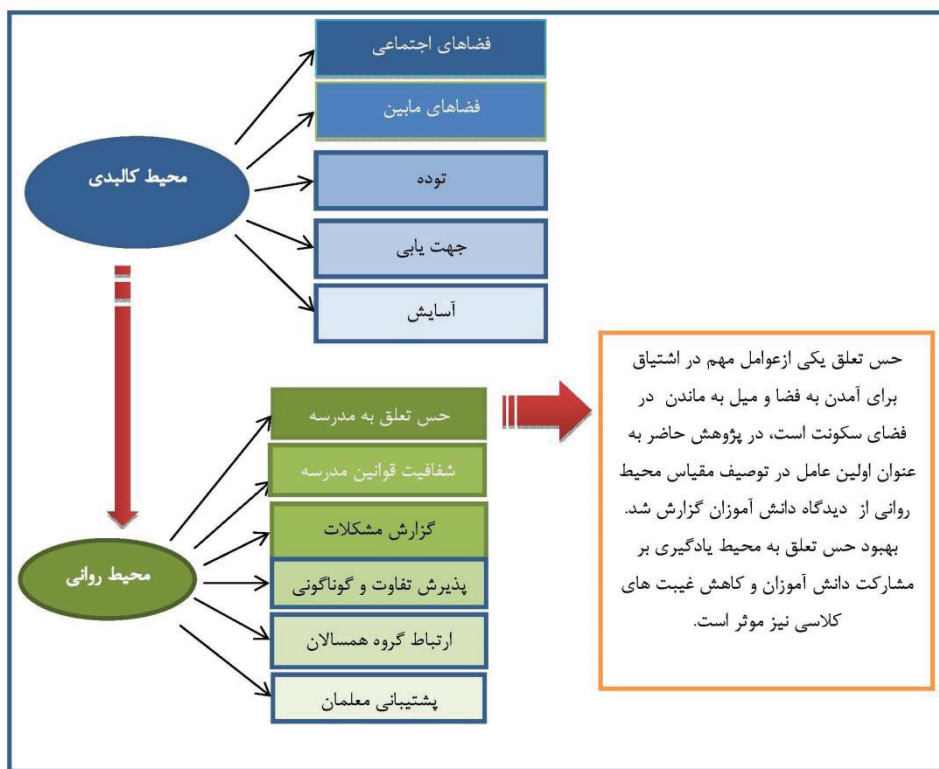 فضاهای اجتماعی
فضاهای مابین
محیط کالبدی
توده
جهت یابی
آسایش
حس تعلق به مدرسه
شفافیت قوانین مدرسه
گزارش مشکلات
محیط روانی
پذیرش تفاوت و گوناگونی
ارتباط گروه همسالان
پشتیبانی معلمان
حس تعلق یکی ازعوامل مهم در اشتیاق
برای آمدن به فضا و میل به ماندن در
فضای سکونت است، در پژوهش حاضر به
عنوان اولین عامل در توصیف مقیاس محیط
روانی از دیدگاه دانش آموزان گزارش شد.
بهبود حس تعلق به محیط یادگیری بر
مشارکت دانش آموزان و کاهش غیبت های
کلاسی نیز موثر است.